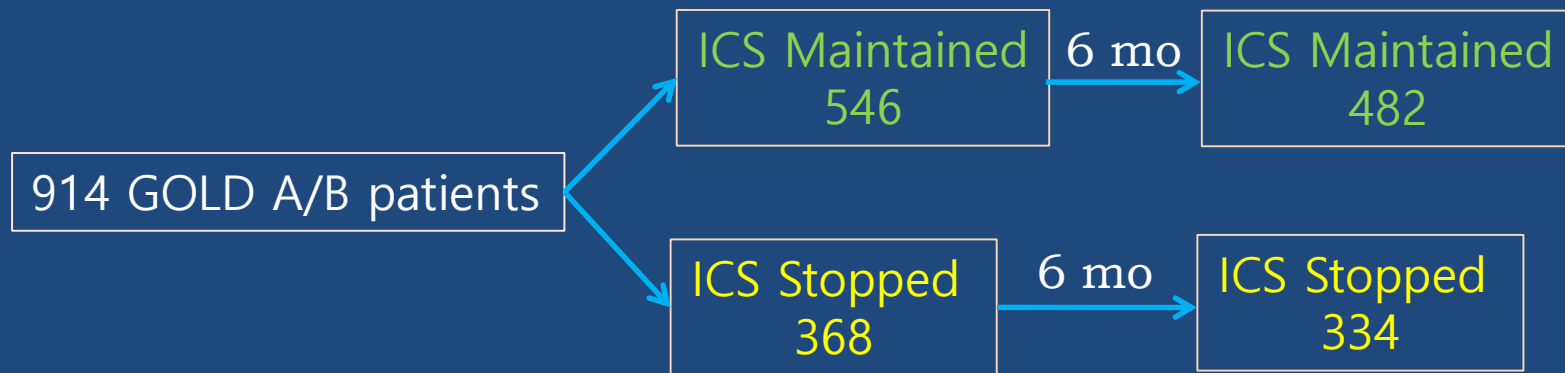 914 GOLD A/B patients
ICS Maintained
546
6 mo
ICS Maintained
482
ICS Stopped
368
6 mo
ICS Stopped
334